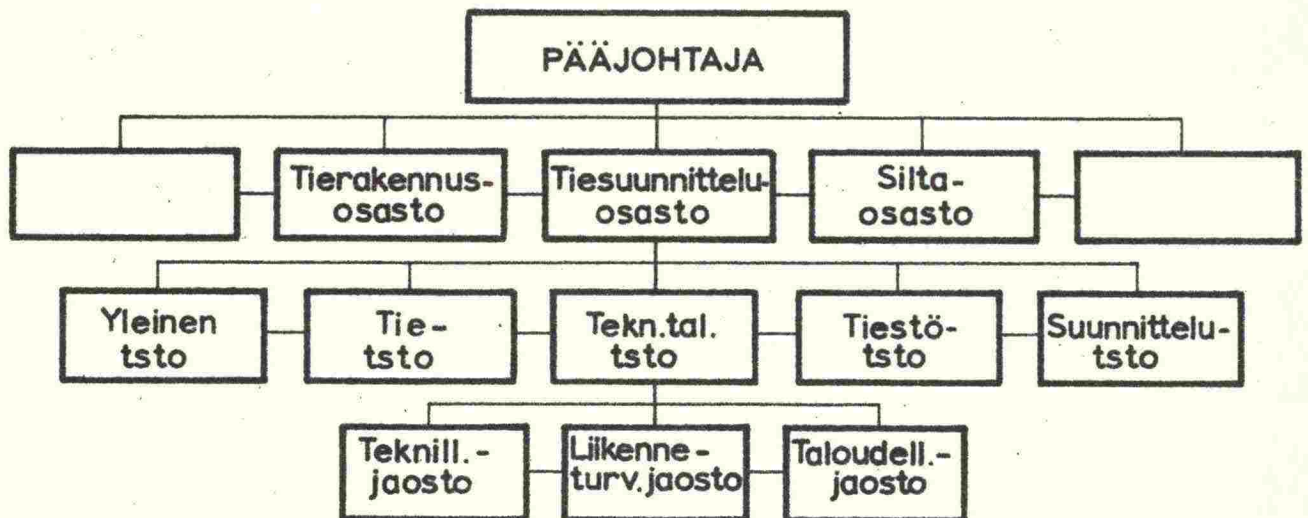 PÄÄJOHTAJA
Tierakennus-
osasto
Tiesuunnittelu-
osasto
Silta-
osasto
Yleinen
tsto
Tie-
tsto
Tekn.tal.
tsto
Tiestö-
tsto
Suunnittelu-
tsto
Teknill.-
jaosto
Liikenne-
turv.jaosto
Taloudell.-
jaosto